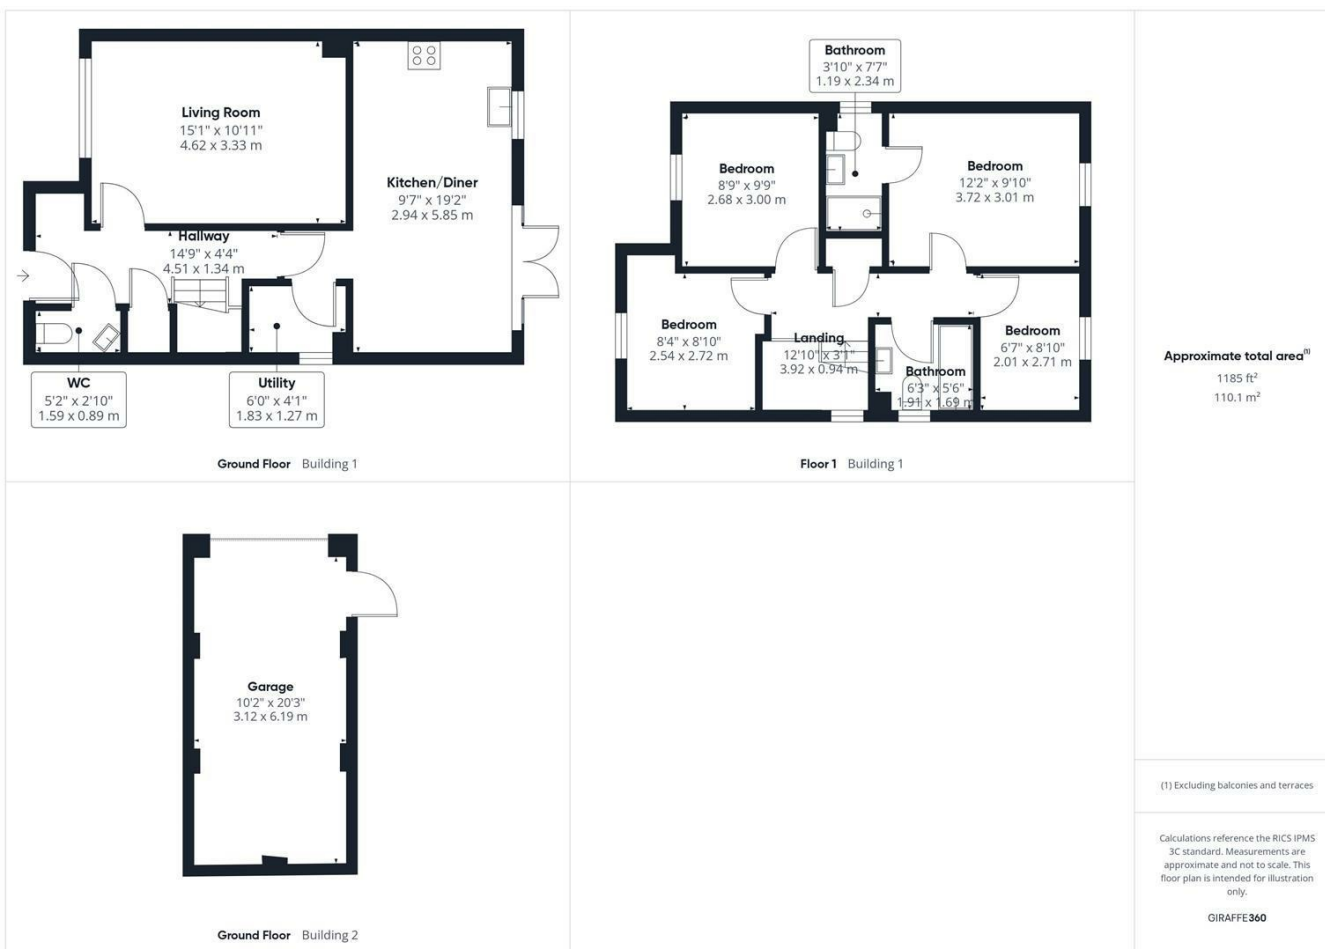 Living Room
15'1" x 10'11"
4.62 x 3.33 m
Kitchen/Diner
9'7" x 19'2"
2.94 x 5.85 m
Hallway
14'9" x 4'4"
4.51 x 1.34 m
WC
5'2" x 2'10"
1.59 x 0.89 m
Utility
6'0" x 4'1"
1.83 x 1.27 m
Ground Floor Building 1
Bathroom
3'10" x 7'7"
1.19 x 2.34 m
Bedroom
8'9" x 9'9"
2.68 x 3.00 m
Bedroom
12'2" x 9'10"
3.72 x 3.01 m
Bedroom
8'4" x 8'10"
2.54 x 2.72 m
Landing
12'10" x 3'1"
3.92 x 0.94 m
Bathroom
6'3" x 5'6"
1.91 x 1.69 m
Bedroom
6'7" x 8'10"
2.01 x 2.71 m
Floor 1 Building 1
Garage
10'2" x 20'3"
3.12 x 6.19 m
Ground Floor Building 2
Approximate total area(1)
1185 ft²
110.1 m²
(1) Excluding balconies and terraces
Calculations reference the RICS IPMS
3C standard. Measurements are
approximate and not to scale. This
floor plan is intended for illustration
only.
GIRAFFE360